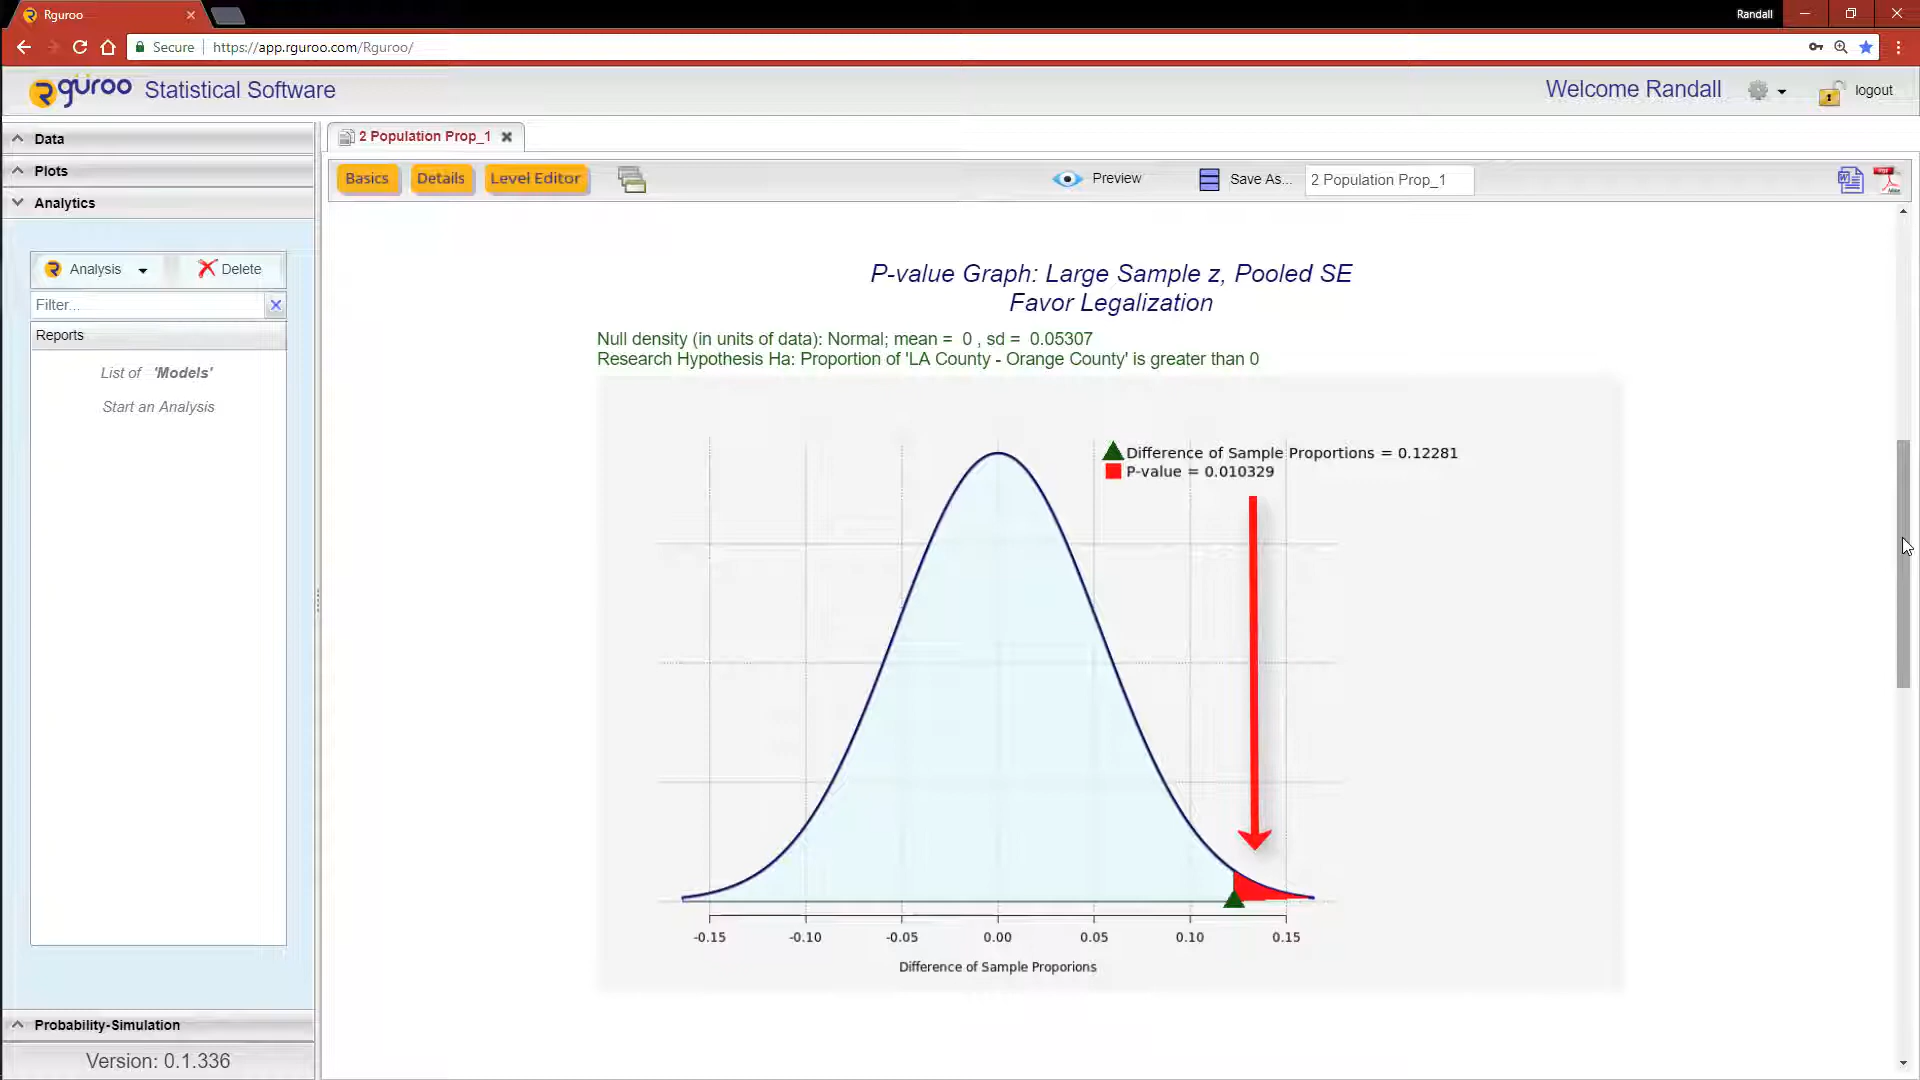 Rguroo
Randall
Secure
https://app.rguroo.com/Rguroo/
rguroo Statistical Software
Welcome Randall
logout
Data
Plots
Analytics
Analysis
Delete
Filter...
Reports
List of 'Models'
Start an Analysis
Probability-Simulation
Version: 0.1.336
2 Population Prop_1
Basics
Details
Level Editor
Preview
Save As...
2 Population Prop_1
P-value Graph: Large Sample z, Pooled SE
Favor Legalization
Null density (in units of data): Normal; mean = 0 , sd = 0.05307
Research Hypothesis Ha: Proportion of 'LA County - Orange County' is greater than 0
Difference of Sample Proportions = 0.12281
P-value = 0.010329
-0.15 -0.10 -0.05 0.00 0.05 0.10 0.15
Difference of Sample Proporions